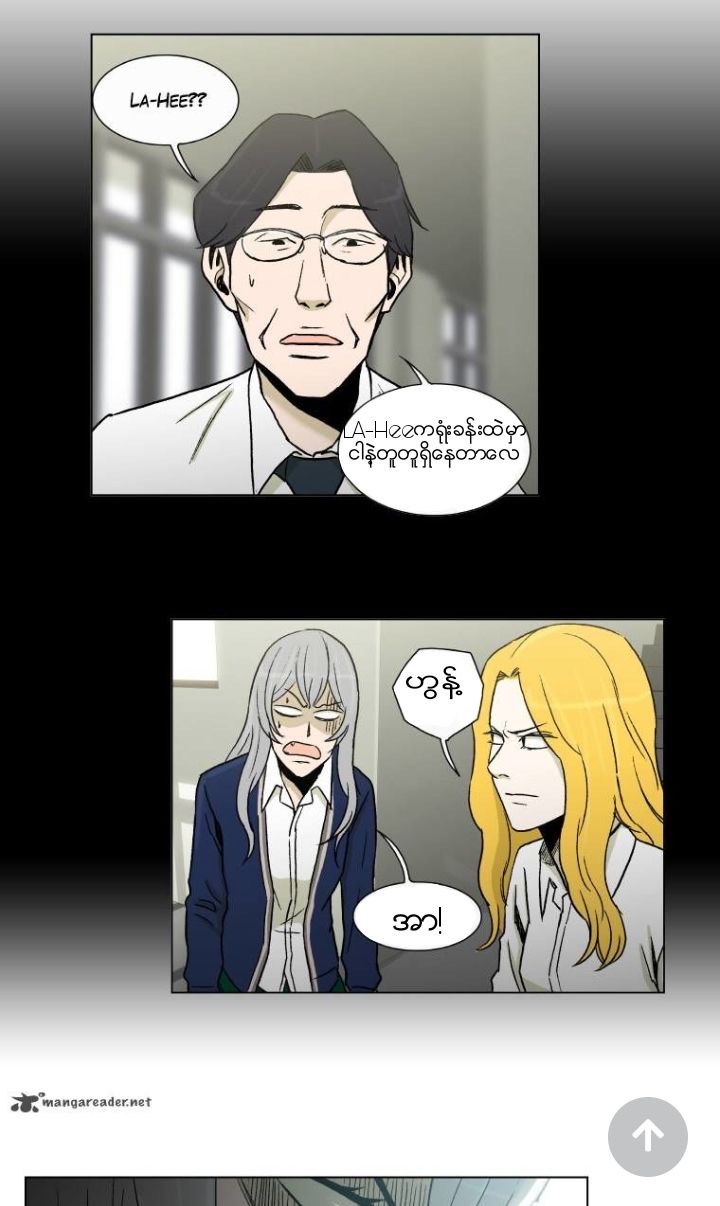 LA-HEE??
LA-Heeကရုံးခန်းထဲမှာ
ငါနဲ့တူတူရှိနေတာလေ
ဟွန့်
အာ!
mangareader.net